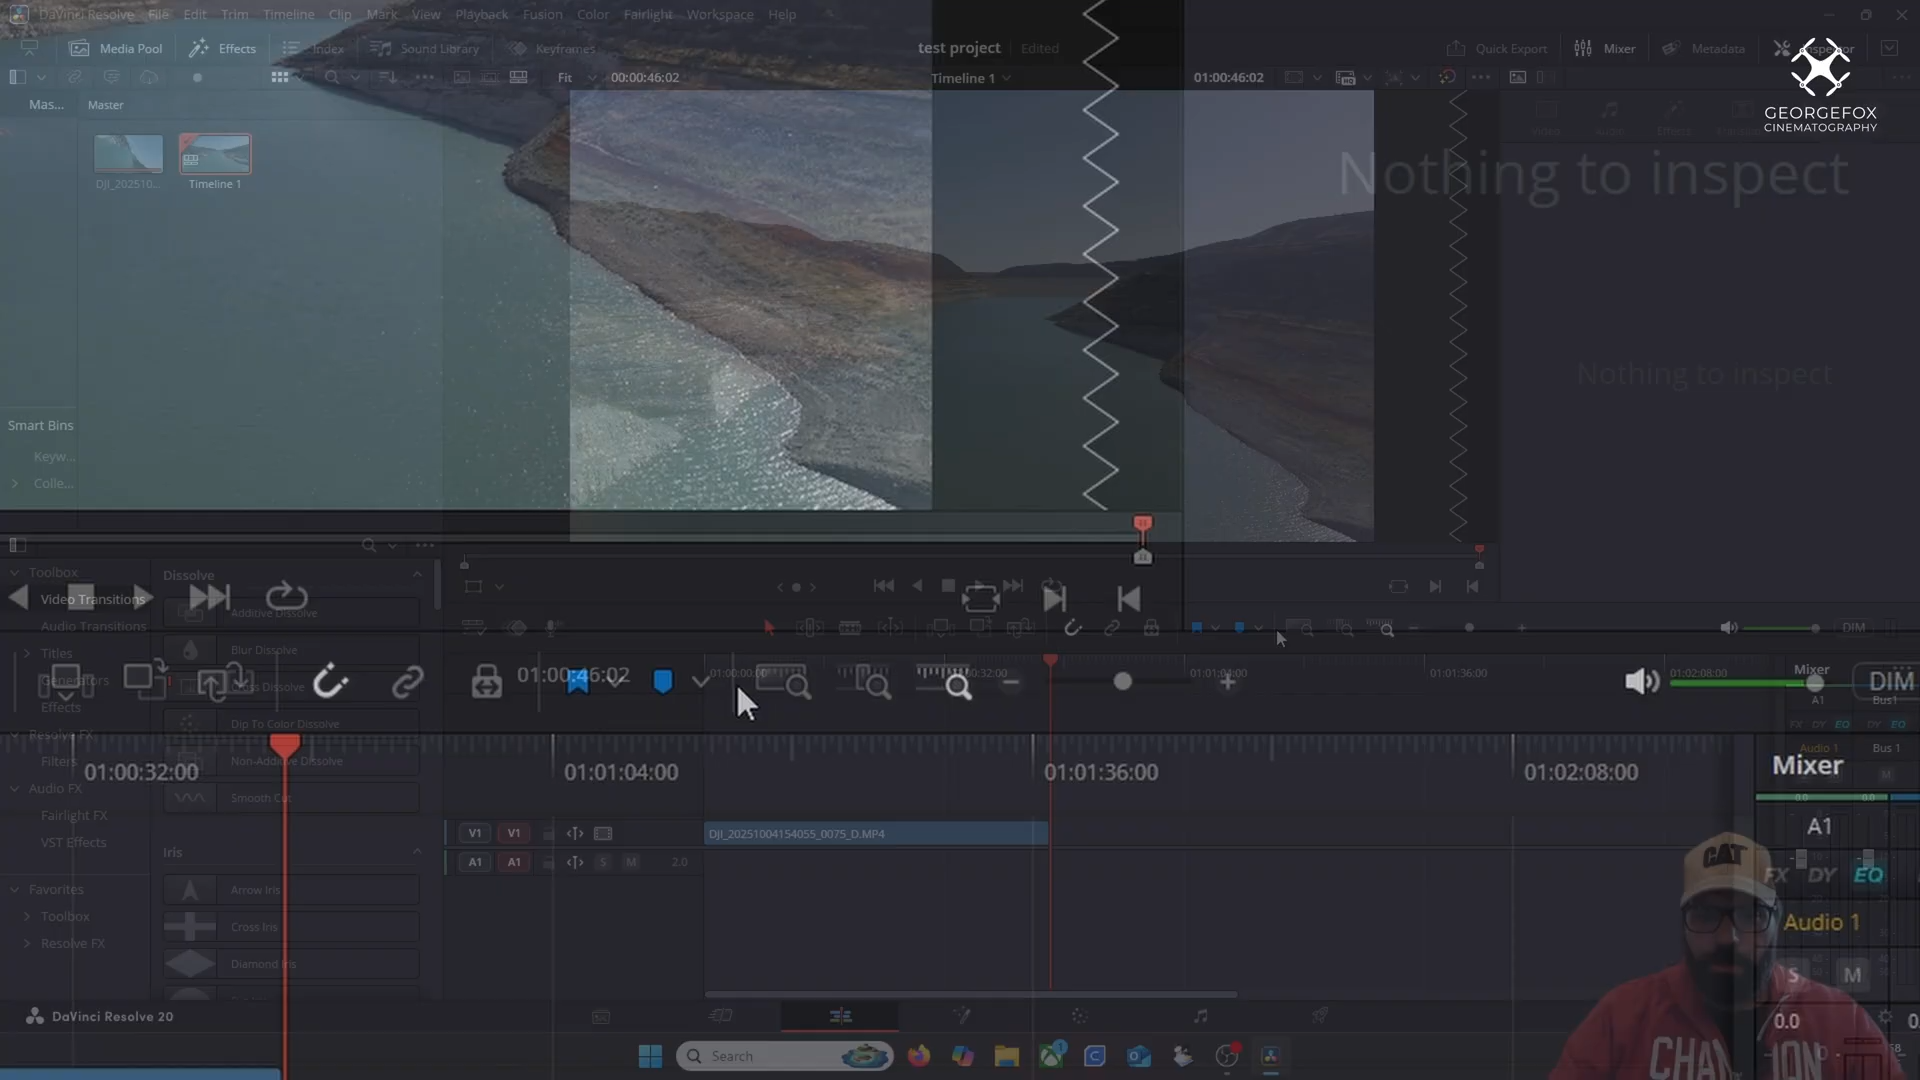 DaVinci Resolve File Edit Trim Timeline Clip Mark View Playback Fusion Color Fairlight Workspace Help
Media Pool Effects Index Sound Library Keyframes test project Edited Quick Export Mixer Metadata Inspector
Fit 00:00:46:02 Timeline 1 01:00:46:02
GEORGEFOX
CINEMATOGRAPHY
Mas... Master
Video Audio Effects
DJI_202510... Timeline 1
Nothing to inspect
Nothing to inspect
Smart Bins
Keyw...
Colle...
Toolbox Dissolve
Video Transitions Additive Dissolve
Audio Transitions
Titles Blur Dissolve
Generators Cross Dissolve
Effects Dip To Color Dissolve
Resolve FX
Filters Non-Additive Dissolve
Audio FX Smooth Cut
Fairlight FX
VST Effects
Iris
Favorites Arrow Iris
Toolbox Cross Iris
Resolve FX
Diamond Iris
DIM
01:00:46:02 01:00:00:00 01:01:04:00 01:01:36:00 01:02:08:00
Mixer
A1 Bus1
DIM
FX DY EQ DY EQ
Audio 1 Bus 1
M
01:00:32:00 01:01:04:00 01:01:36:00 01:02:08:00
Mixer
A1
FX DY EQ
Audio 1
S M
0.0
V1 V1 DJI_20251004154055_0075_D.MP4
A1 A1 S M 2.0
CAT
CHAM ION
DaVinci Resolve 20
Search